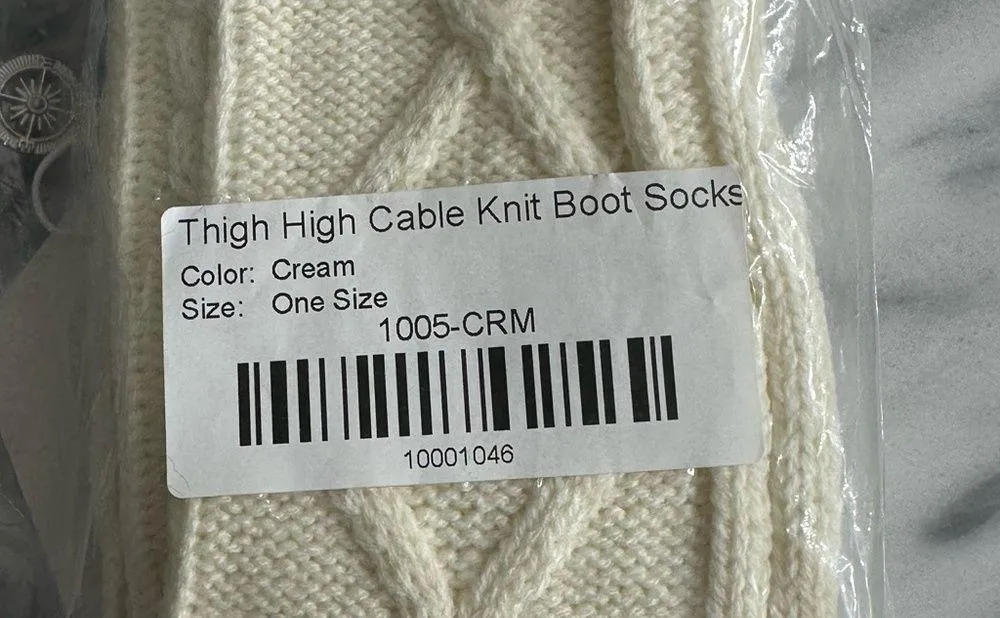 Thigh High Cable Knit Boot Socks
Color: Cream
Size: One Size
1005-CRM
10001046